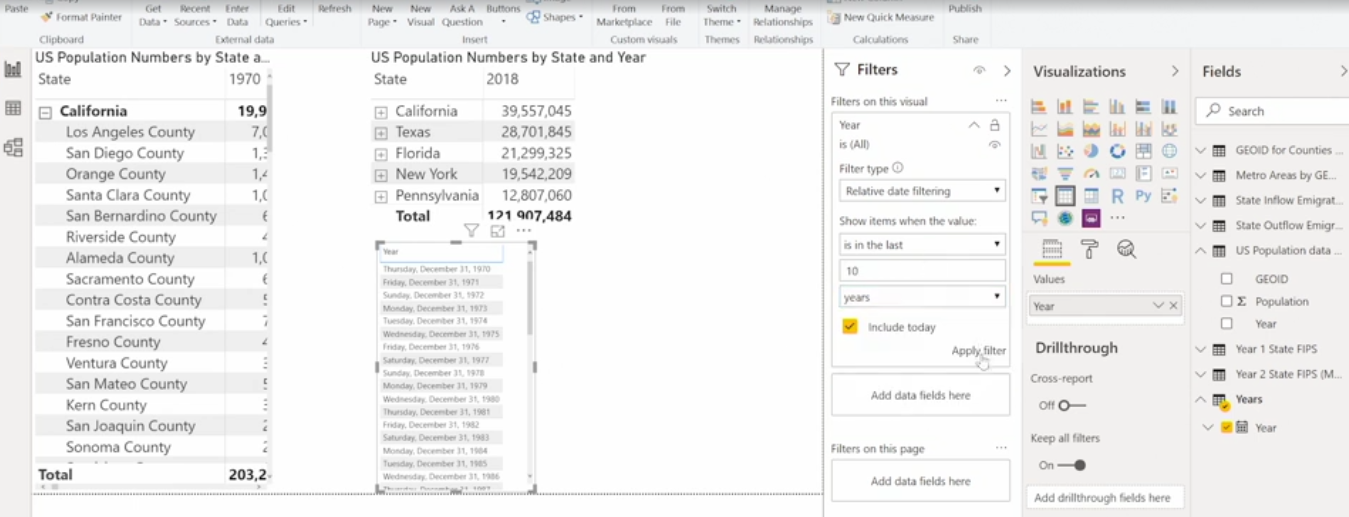 Paste
Format Painter
Get Data
Recent Sources
Enter Data
Edit Queries
Refresh
New Page
New Visual
Ask A Question
Buttons
Shapes
From Marketplace
From File
Switch Theme
Manage Relationships
New Quick Measure
Publish
Clipboard
External data
Insert
Custom visuals
Themes
Relationships
Calculations
Share
US Population Numbers by State a...
State 1970
California 19,9
Los Angeles County 7,0
San Diego County
Orange County 1,4
Santa Clara County 1,0
San Bernardino County
Riverside County
Alameda County 1,0
Sacramento County
Contra Costa County
San Francisco County
Fresno County
Ventura County
San Mateo County
Kern County
San Joaquin County
Sonoma County
Total 203,2
US Population Numbers by State and Year
State 2018
California 39,557,045
Texas 28,701,845
Florida 21,299,325
New York 19,542,209
Pennsylvania 12,807,060
Total 121,907,484
Year
Thursday, December 31, 1970
Friday, December 31, 1971
Sunday, December 31, 1972
Monday, December 31, 1973
Tuesday, December 31, 1974
Wednesday, December 31, 1975
Friday, December 31, 1976
Saturday, December 31, 1977
Sunday, December 31, 1978
Monday, December 31, 1979
Wednesday, December 31, 1980
Thursday, December 31, 1981
Friday, December 31, 1982
Saturday, December 31, 1983
Monday, December 31, 1984
Tuesday, December 31, 1985
Wednesday, December 31, 1986
Thursday, December 31, 1987
Filters
Filters on this visual ...
Year
is (All)
Filter type
Relative date filtering
Show items when the value:
is in the last
10
years
Include today
Apply filter
Add data fields here
Filters on this page ...
Add data fields here
Visualizations
R Py
...
Values
Year
Drillthrough
Cross-report
Off
Keep all filters
On
Add drillthrough fields here
Fields
Search
GEOID for Counties ...
Metro Areas by GE...
State Inflow Emigrat...
State Outflow Emigr...
US Population data ...
GEOID
Σ Population
Year
Year 1 State FIPS
Year 2 State FIPS (M...
Years
Year